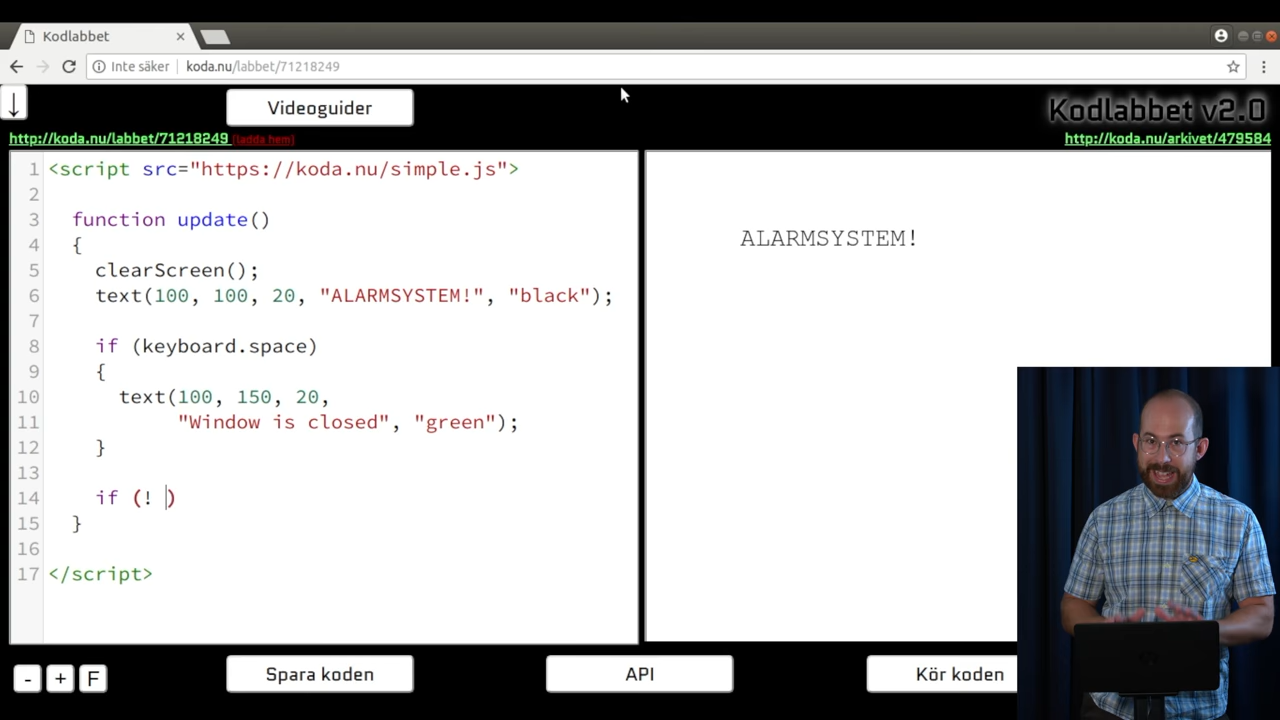 Kodlabbet
Inte säker koda.nu/labbet/71218249
Videoguider
Kodlabbet v2.0
http://koda.nu/labbet/71218249 (ladda hem)
http://koda.nu/arkivet/479584
1 <script src="https://koda.nu/simple.js">
2
3 function update()
4 {
5 clearScreen();
6 text(100, 100, 20, "ALARMSYSTEM!", "black");
7
8 if (keyboard.space)
9 {
10 text(100, 150, 20,
11 "Window is closed", "green");
12 }
13
14 if (! )
15 }
16
17 </script>
ALARMSYSTEM!
- + F
Spara koden
API
Kör koden